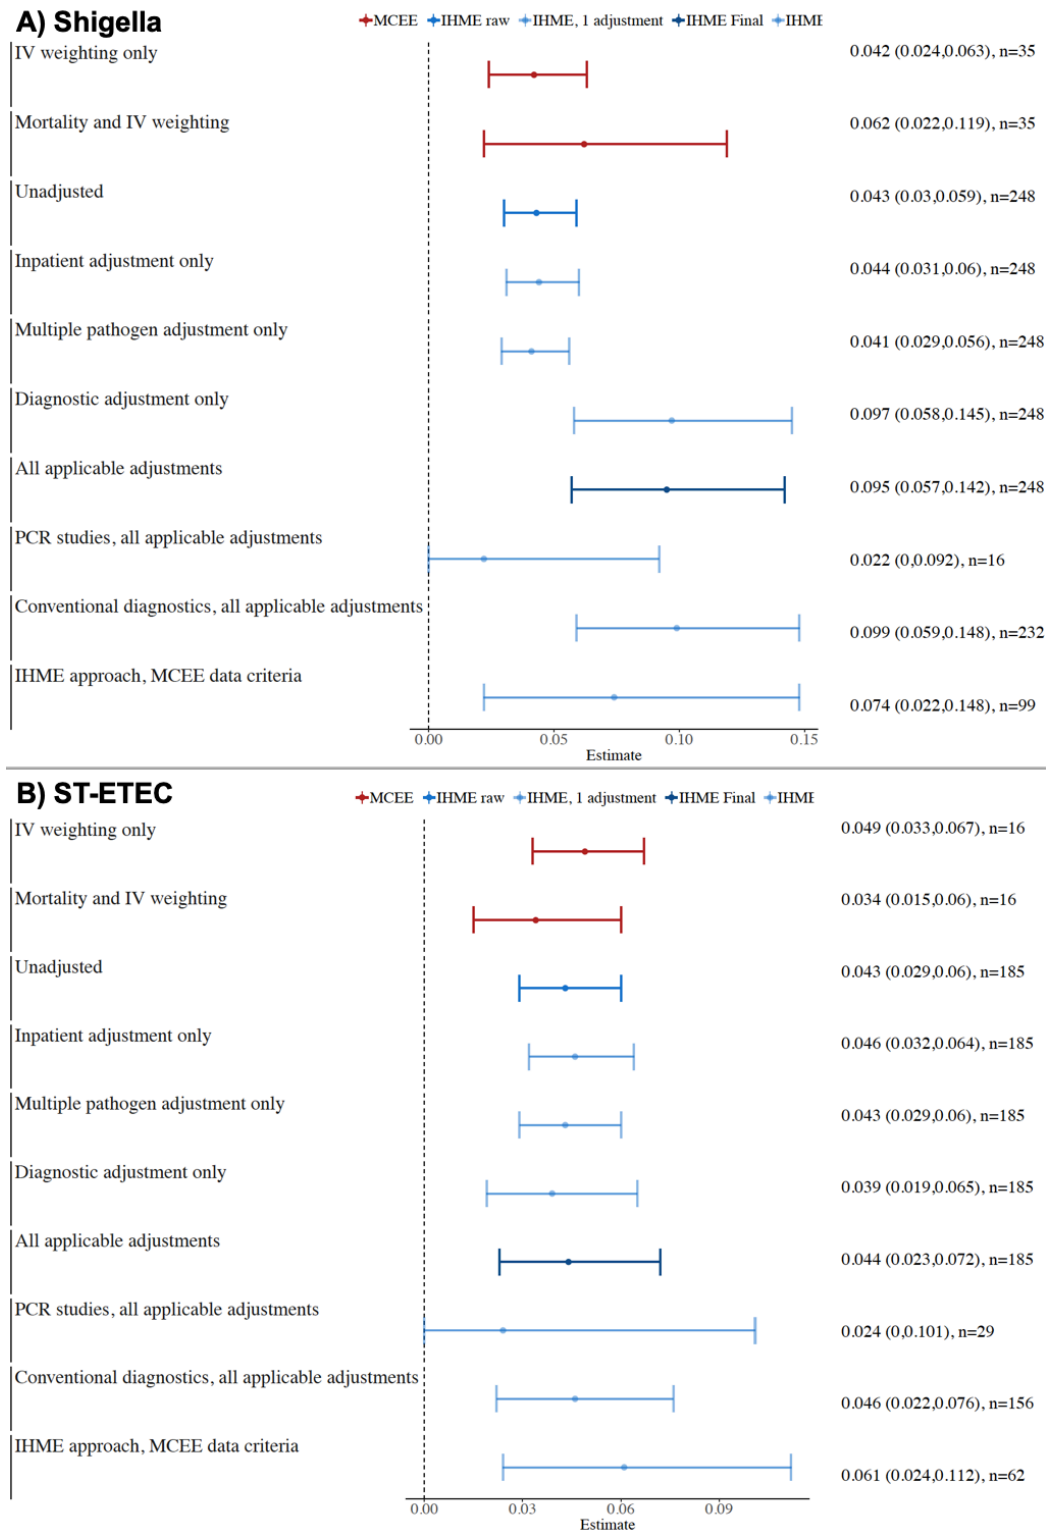 A) Shigella
MCEE IHME raw IHME, 1 adjustment IHME Final IHME
IV weighting only 0.042 (0.024,0.063), n=35
Mortality and IV weighting 0.062 (0.022,0.119), n=35
Unadjusted 0.043 (0.03,0.059), n=248
Inpatient adjustment only 0.044 (0.031,0.06), n=248
Multiple pathogen adjustment only 0.041 (0.029,0.056), n=248
Diagnostic adjustment only 0.097 (0.058,0.145), n=248
All applicable adjustments 0.095 (0.057,0.142), n=248
PCR studies, all applicable adjustments 0.022 (0,0.092), n=16
Conventional diagnostics, all applicable adjustments 0.099 (0.059,0.148), n=232
IHME approach, MCEE data criteria 0.074 (0.022,0.148), n=99
0.00 0.05 0.10 0.15
Estimate
B) ST-ETEC
MCEE IHME raw IHME, 1 adjustment IHME Final IHME
IV weighting only 0.049 (0.033,0.067), n=16
Mortality and IV weighting 0.034 (0.015,0.06), n=16
Unadjusted 0.043 (0.029,0.06), n=185
Inpatient adjustment only 0.046 (0.032,0.064), n=185
Multiple pathogen adjustment only 0.043 (0.029,0.06), n=185
Diagnostic adjustment only 0.039 (0.019,0.065), n=185
All applicable adjustments 0.044 (0.023,0.072), n=185
PCR studies, all applicable adjustments 0.024 (0,0.101), n=29
Conventional diagnostics, all applicable adjustments 0.046 (0.022,0.076), n=156
IHME approach, MCEE data criteria 0.061 (0.024,0.112), n=62
0.00 0.03 0.06 0.09
Estimate